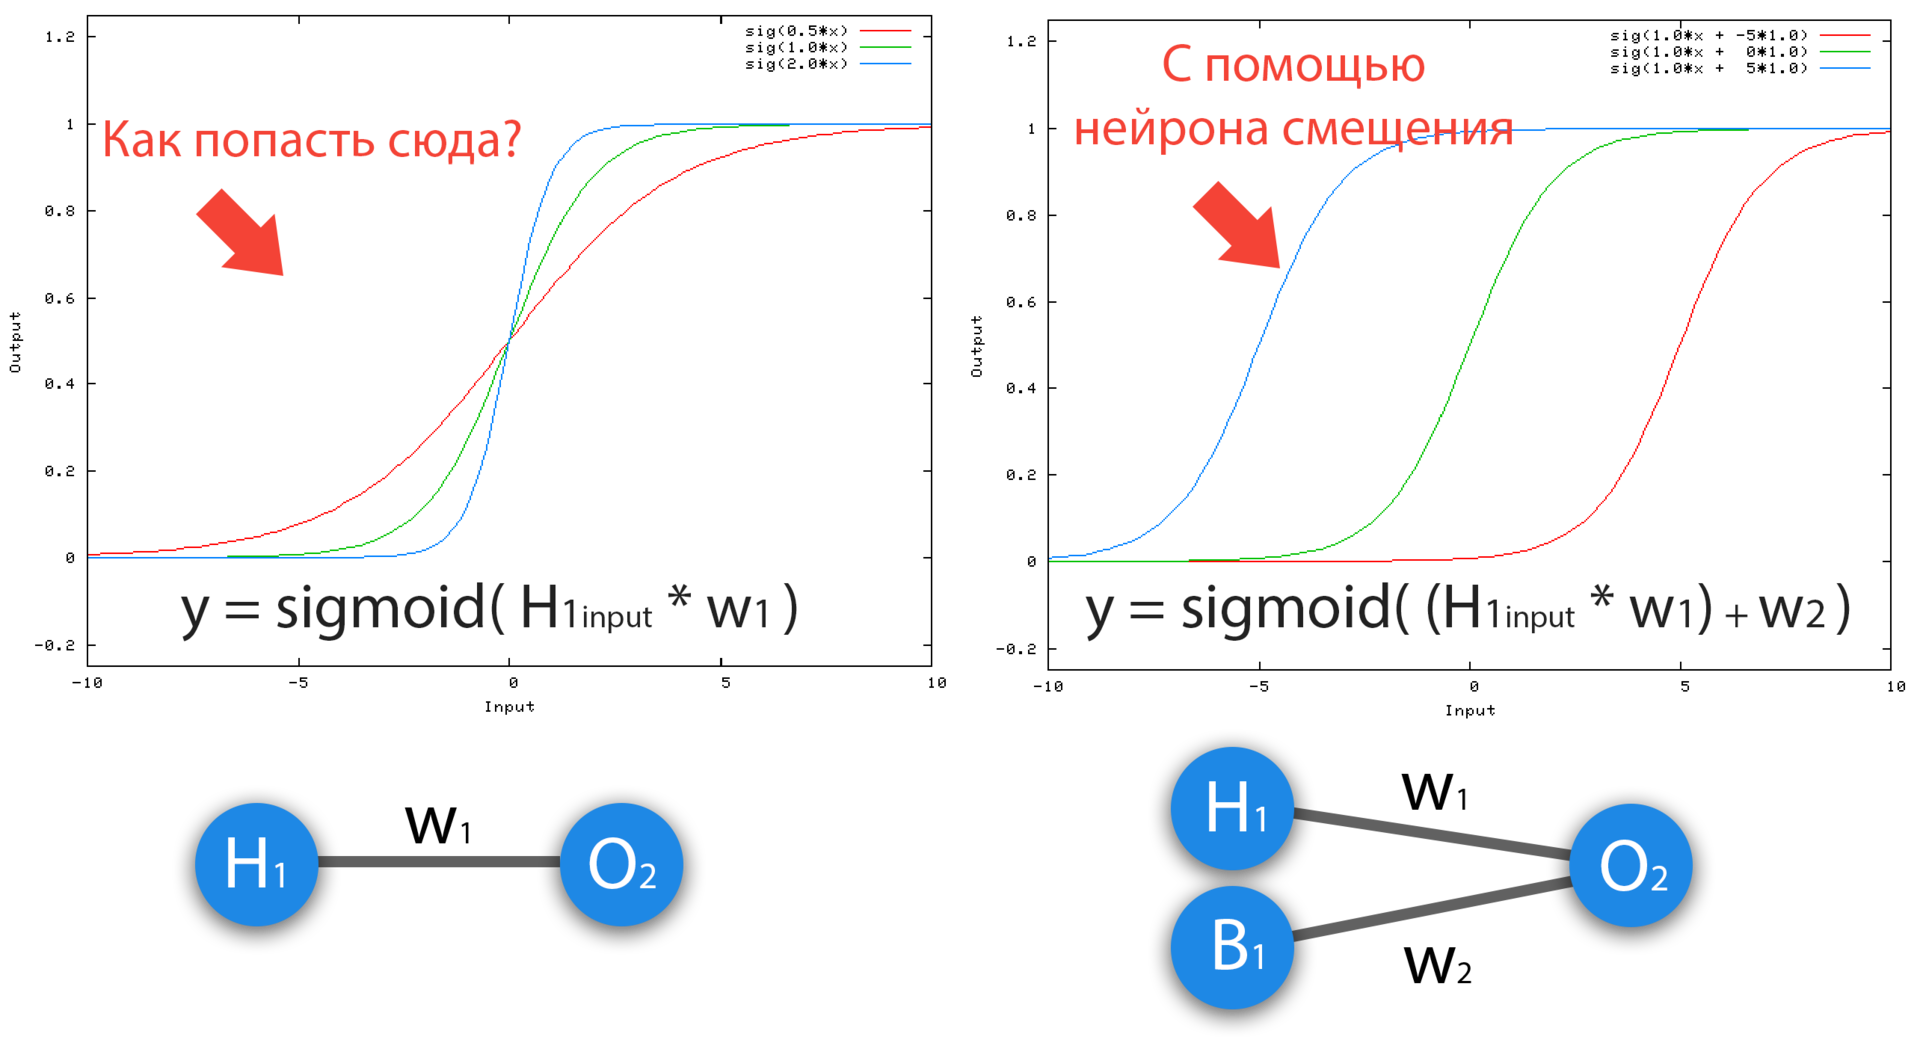 sig(0.5*x)
sig(1.0*x)
sig(2.0*x)
Как попасть сюда?
1.2
1
0.8
0.6
0.4
0.2
0
-0.2
Output
y = sigmoid( H1input * w1 )
-10
-5
0
5
10
Input
H1
w1
O2
sig(1.0*x + -5*1.0)
sig(1.0*x + 0*1.0)
sig(1.0*x + 5*1.0)
С помощью
нейрона смещения
1.2
1
0.8
0.6
0.4
0.2
0
-0.2
Output
y = sigmoid( (H1input * w1) + w2 )
-10
-5
0
5
10
Input
H1
w1
O2
B1
w2